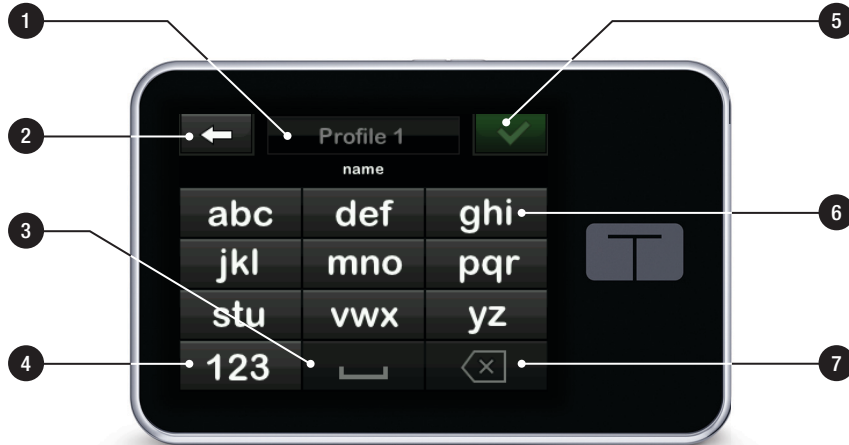 1
5
Profile 1
2
name
abc def ghi
6
3
jkl mno pqr
stu vwx yz
4
123
7